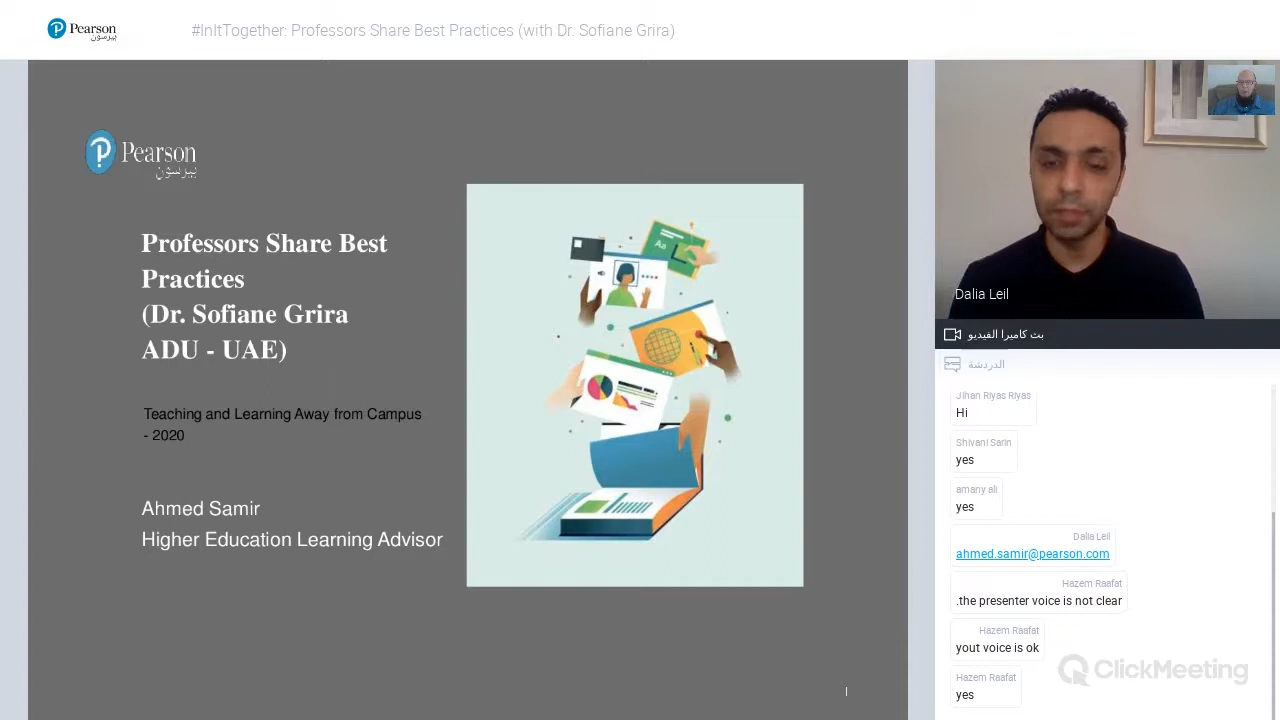 Pearson
بيرسون
#InItTogether: Professors Share Best Practices (with Dr. Sofiane Grira)
Pearson
بيرسون
Professors Share Best
Practices
(Dr. Sofiane Grira
ADU - UAE)
Teaching and Learning Away from Campus
- 2020
Ahmed Samir
Higher Education Learning Advisor
Aa
Dalia Leil
بث كاميرا الفيديو
الدردشة
Jihan Riyas Riyas
Hi
Shivani Sarin
yes
amany ali
yes
Dalia Leil
ahmed.samir@pearson.com
Hazem Raafat
.the presenter voice is not clear
Hazem Raafat
yout voice is ok
Hazem Raafat
yes
ClickMeeting